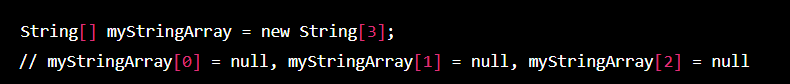 String[] myStringArray = new String[3];
// myStringArray[0] = null, myStringArray[1] = null, myStringArray[2] = null